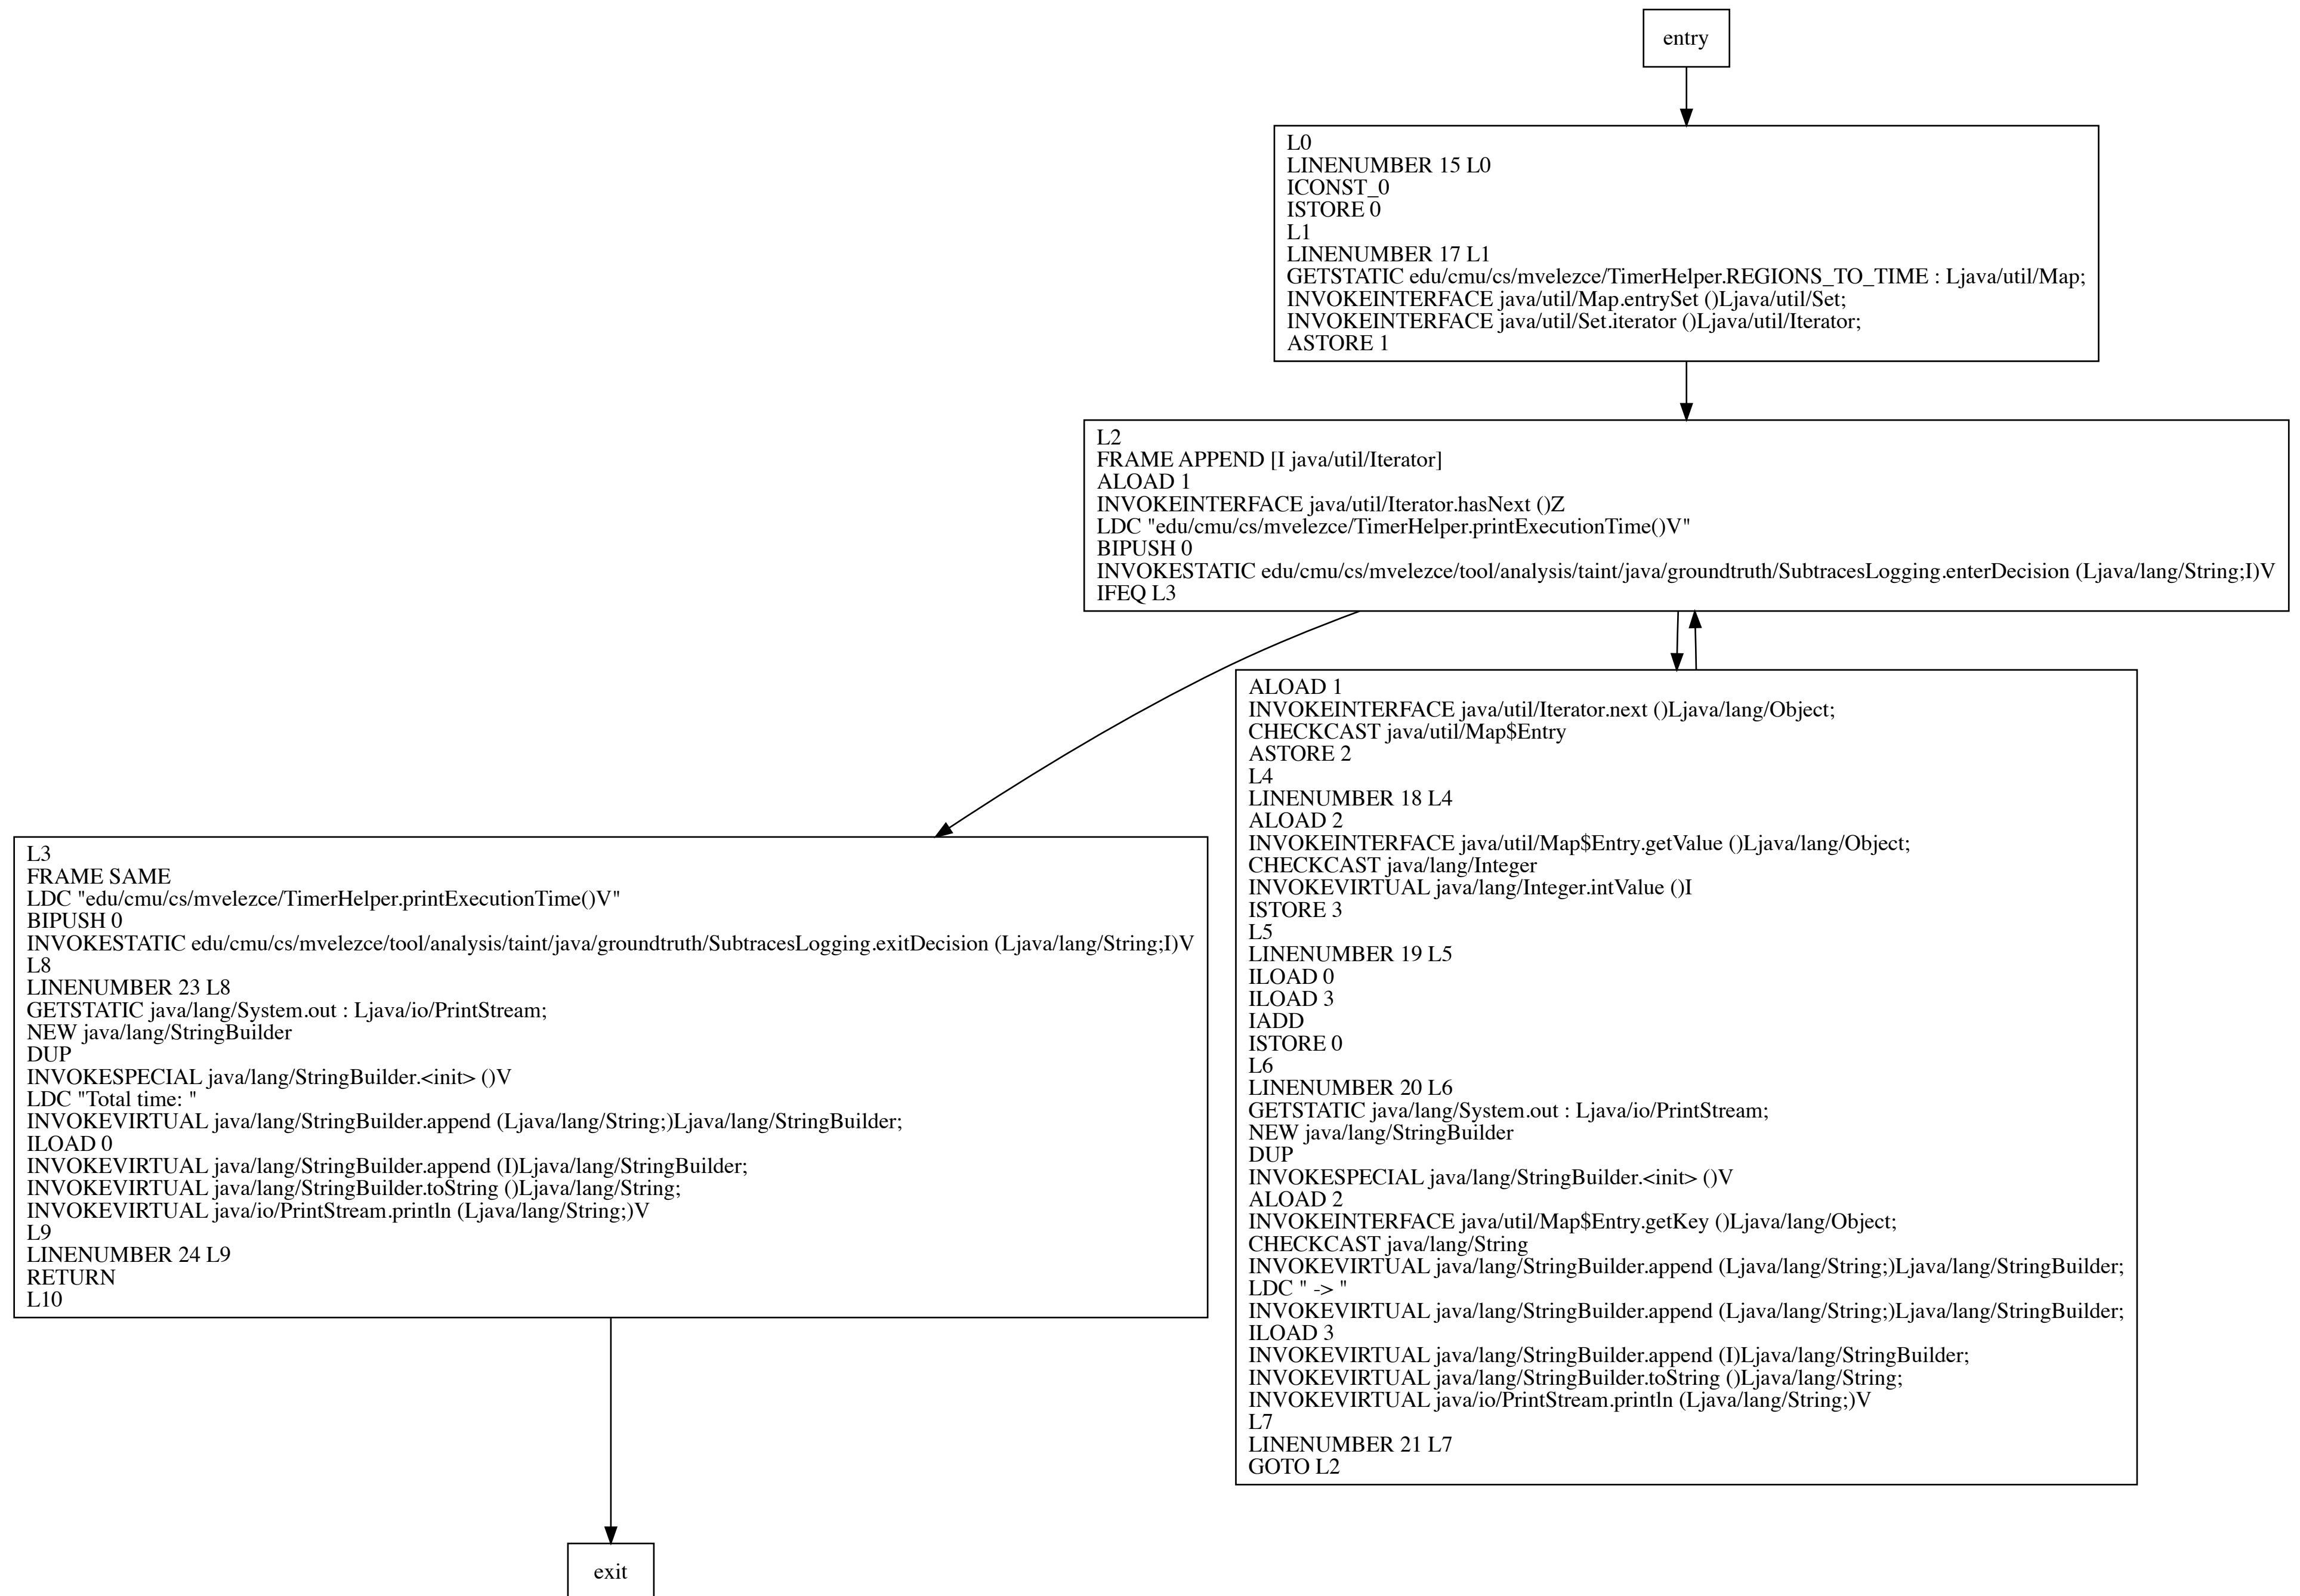 entry
L0
LINENUMBER 15 L0
ICONST_0
ISTORE 0
L1
LINENUMBER 17 L1
GETSTATIC edu/cmu/cs/mvelezce/TimerHelper.REGIONS_TO_TIME : Ljava/util/Map;
INVOKEINTERFACE java/util/Map.entrySet ()Ljava/util/Set;
INVOKEINTERFACE java/util/Set.iterator ()Ljava/util/Iterator;
ASTORE 1
L2
FRAME APPEND [I java/util/Iterator]
ALOAD 1
INVOKEINTERFACE java/util/Iterator.hasNext ()Z
LDC "edu/cmu/cs/mvelezce/TimerHelper.printExecutionTime()V"
BIPUSH 0
INVOKESTATIC edu/cmu/cs/mvelezce/tool/analysis/taint/java/groundtruth/SubtracesLogging.enterDecision (Ljava/lang/String;I)V
IFEQ L3
ALOAD 1
INVOKEINTERFACE java/util/Iterator.next ()Ljava/lang/Object;
CHECKCAST java/util/Map$Entry
ASTORE 2
L4
LINENUMBER 18 L4
ALOAD 2
INVOKEINTERFACE java/util/Map$Entry.getValue ()Ljava/lang/Object;
CHECKCAST java/lang/Integer
INVOKEVIRTUAL java/lang/Integer.intValue ()I
ISTORE 3
L5
LINENUMBER 19 L5
ILOAD 0
ILOAD 3
IADD
ISTORE 0
L6
LINENUMBER 20 L6
GETSTATIC java/lang/System.out : Ljava/io/PrintStream;
NEW java/lang/StringBuilder
DUP
INVOKESPECIAL java/lang/StringBuilder.<init> ()V
ALOAD 2
INVOKEINTERFACE java/util/Map$Entry.getKey ()Ljava/lang/Object;
CHECKCAST java/lang/String
INVOKEVIRTUAL java/lang/StringBuilder.append (Ljava/lang/String;)Ljava/lang/StringBuilder;
LDC " -> "
INVOKEVIRTUAL java/lang/StringBuilder.append (Ljava/lang/String;)Ljava/lang/StringBuilder;
ILOAD 3
INVOKEVIRTUAL java/lang/StringBuilder.append (I)Ljava/lang/StringBuilder;
INVOKEVIRTUAL java/lang/StringBuilder.toString ()Ljava/lang/String;
INVOKEVIRTUAL java/io/PrintStream.println (Ljava/lang/String;)V
L7
LINENUMBER 21 L7
GOTO L2
L3
FRAME SAME
LDC "edu/cmu/cs/mvelezce/TimerHelper.printExecutionTime()V"
BIPUSH 0
INVOKESTATIC edu/cmu/cs/mvelezce/tool/analysis/taint/java/groundtruth/SubtracesLogging.exitDecision (Ljava/lang/String;I)V
L8
LINENUMBER 23 L8
GETSTATIC java/lang/System.out : Ljava/io/PrintStream;
NEW java/lang/StringBuilder
DUP
INVOKESPECIAL java/lang/StringBuilder.<init> ()V
LDC "Total time: "
INVOKEVIRTUAL java/lang/StringBuilder.append (Ljava/lang/String;)Ljava/lang/StringBuilder;
ILOAD 0
INVOKEVIRTUAL java/lang/StringBuilder.append (I)Ljava/lang/StringBuilder;
INVOKEVIRTUAL java/lang/StringBuilder.toString ()Ljava/lang/String;
INVOKEVIRTUAL java/io/PrintStream.println (Ljava/lang/String;)V
L9
LINENUMBER 24 L9
RETURN
L10
exit